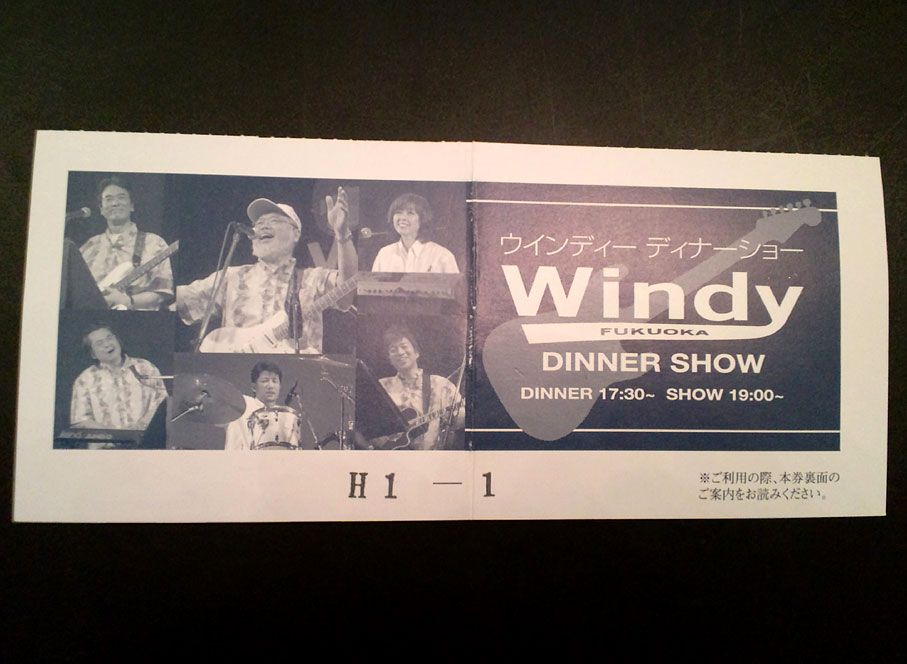 ウインディー ディナーショー
Windy
FUKUOKA
DINNER SHOW
DINNER 17:30~ SHOW 19:00~
H1 — 1
※ご利用の際、本券裏面の
ご案内をお読みください。